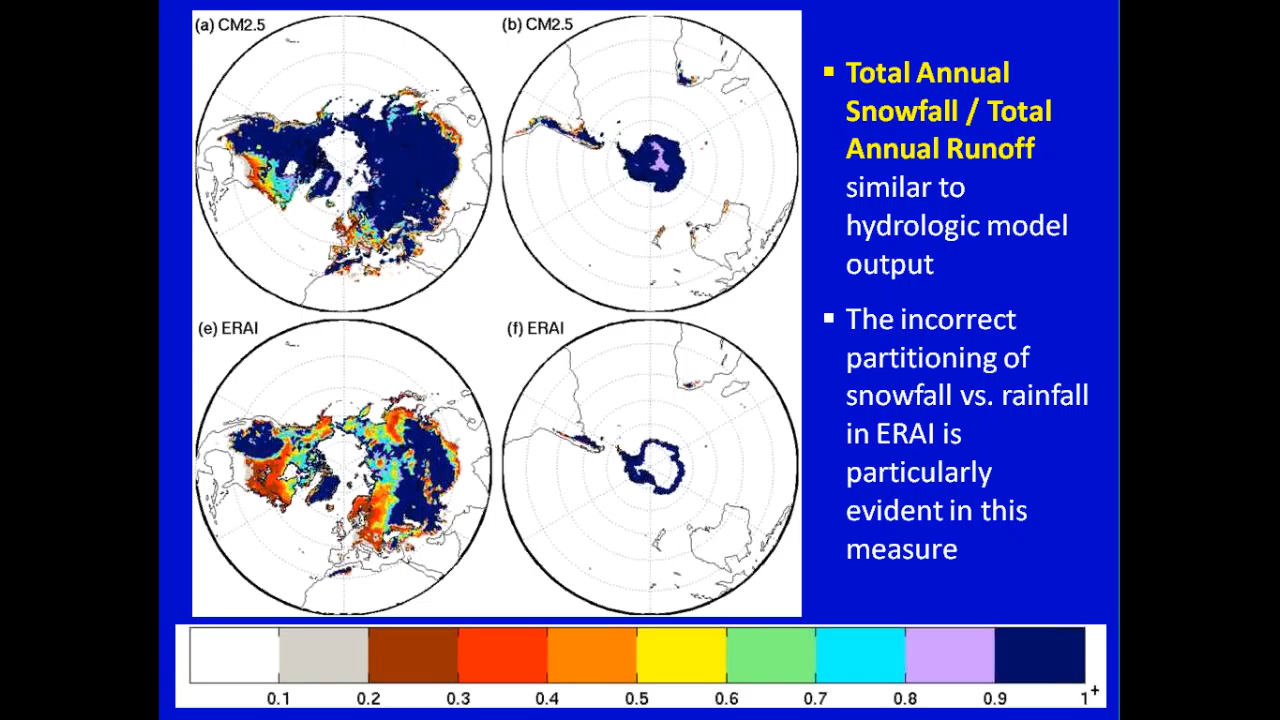 (a) CM2.5
(b) CM2.5
(e) ERAI
(f) ERAI
▪ Total Annual
Snowfall / Total
Annual Runoff
similar to
hydrologic model
output
▪ The incorrect
partitioning of
snowfall vs. rainfall
in ERAI is
particularly
evident in this
measure
0.1 0.2 0.3 0.4 0.5 0.6 0.7 0.8 0.9 1+